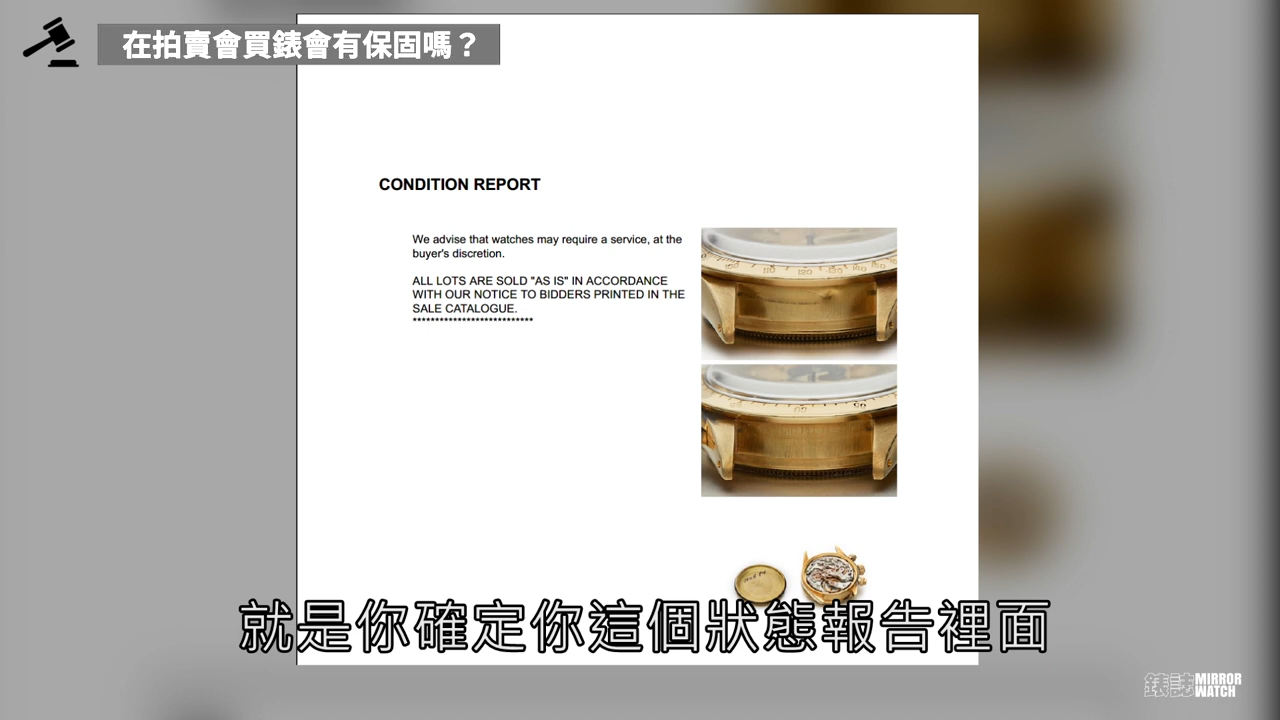 在拍賣會買錶會有保固嗎？
CONDITION REPORT
We advise that watches may require a service, at the
buyer's discretion.
ALL LOTS ARE SOLD "AS IS" IN ACCORDANCE
WITH OUR NOTICE TO BIDDERS PRINTED IN THE
SALE CATALOGUE.
***************************
就是你確定你這個狀態報告裡面
錶誌 MIRROR
WATCH